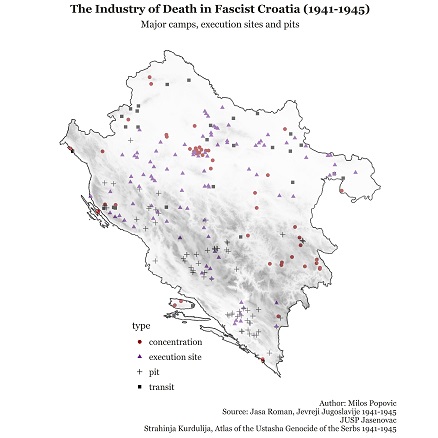 The Industry of Death in Fascist Croatia (1941-1945)
Major camps, execution sites and pits
type
concentration
execution site
pit
transit
Author: Milos Popovic
Source: Jasa Roman, Jevreji Jugoslavije 1941-1945
JUSP Jasenovac
Strahinja Kurdulija, Atlas of the Ustasha Genocide of the Serbs 1941-1945